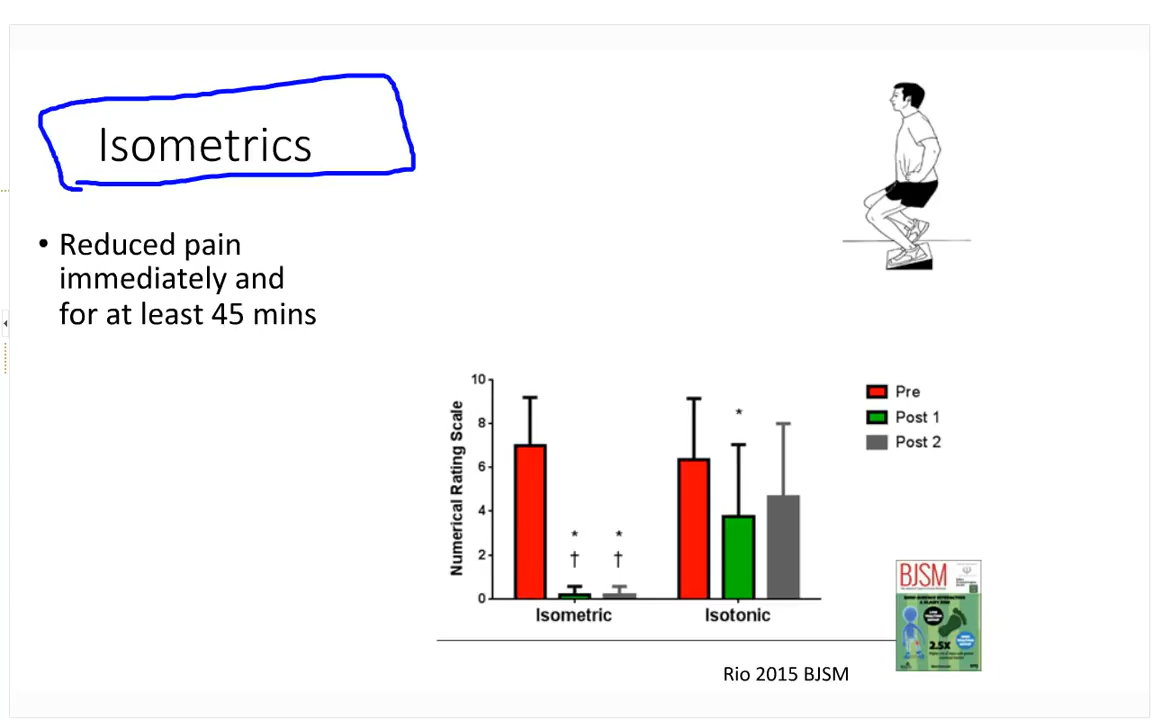 Isometrics
• Reduced pain
immediately and
for at least 45 mins
10
8
6
4
2
0
Numerical Rating Scale
*
†
*
†
*
Isometric
Isotonic
Pre
Post 1
Post 2
BJSM
2.5X
Rio 2015 BJSM